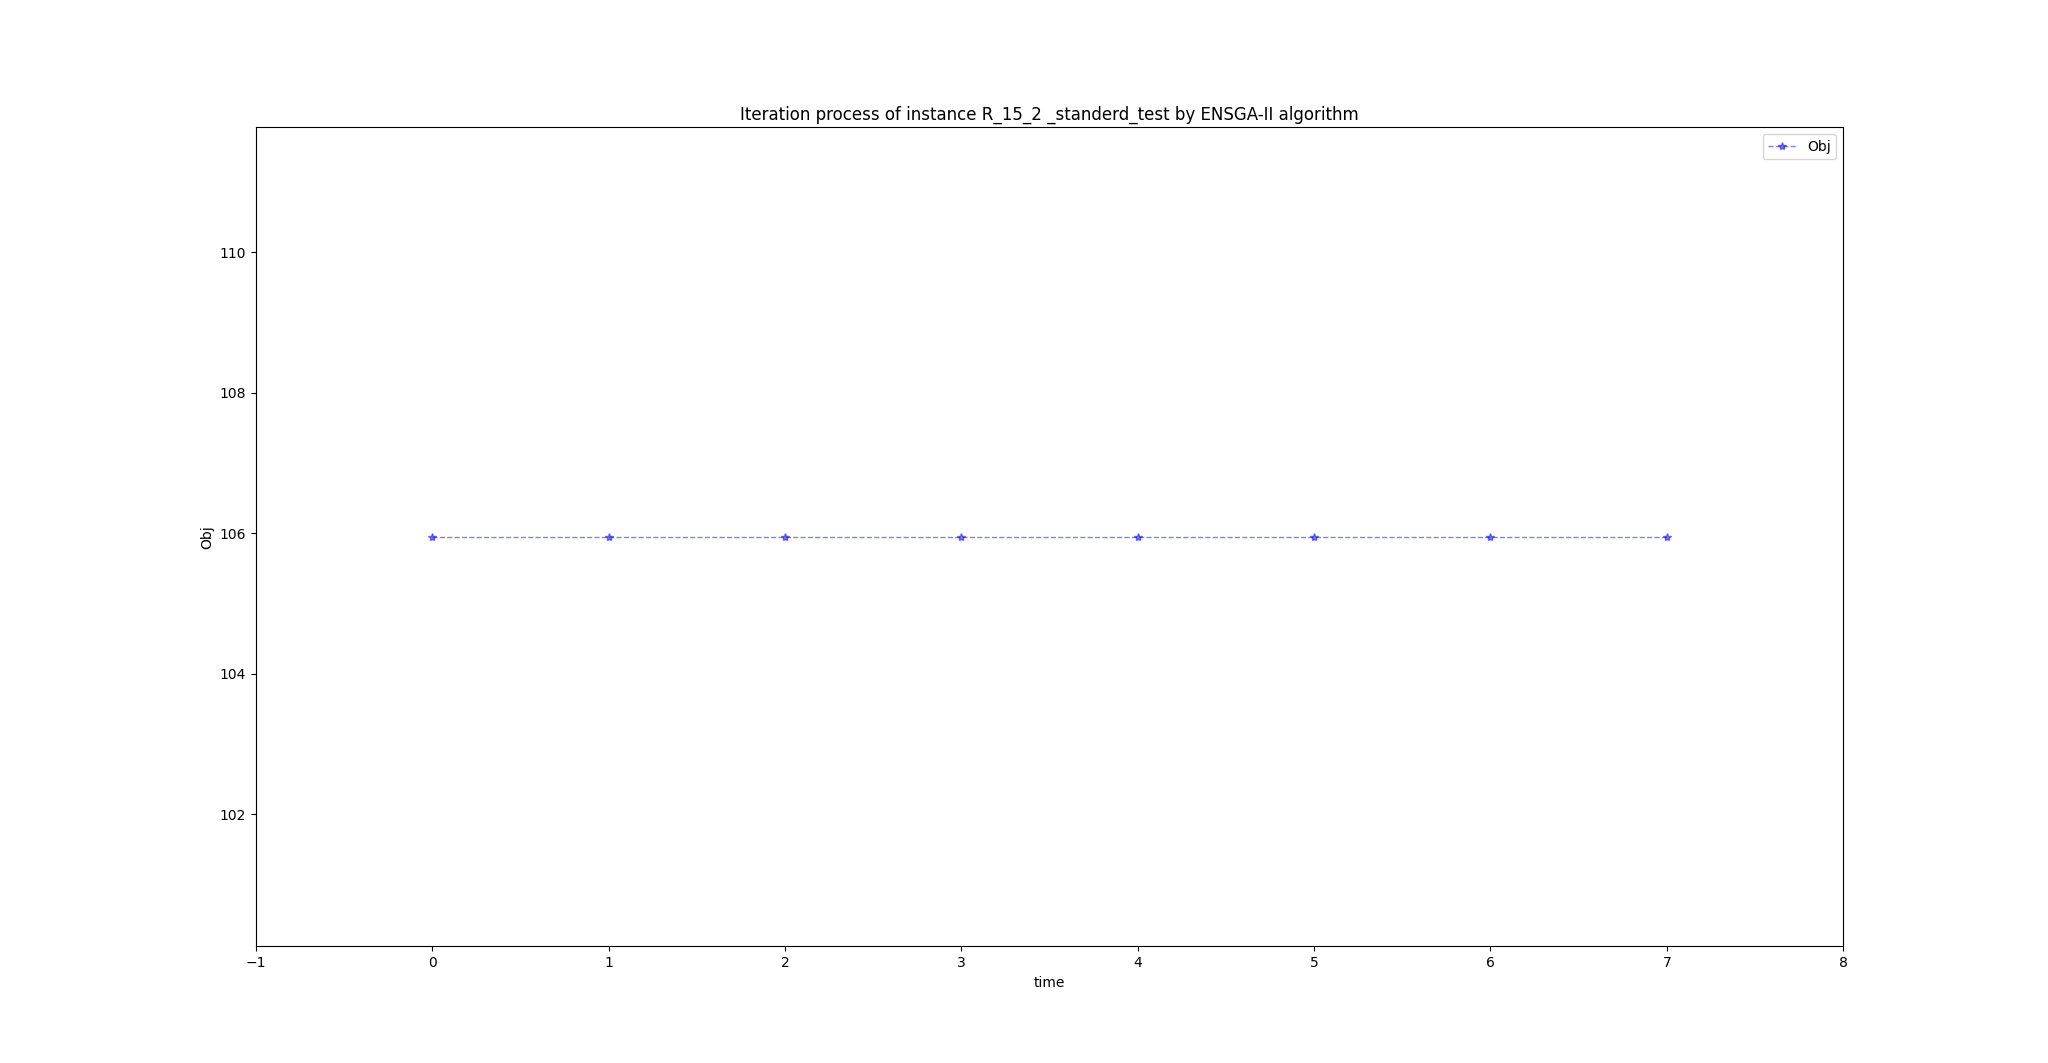 Iteration process of instance R_15_2 _standerd_test by ENSGA-II algorithm
Obj
110
108
106
104
102
Obj
−1 0 1 2 3 4 5 6 7 8
time